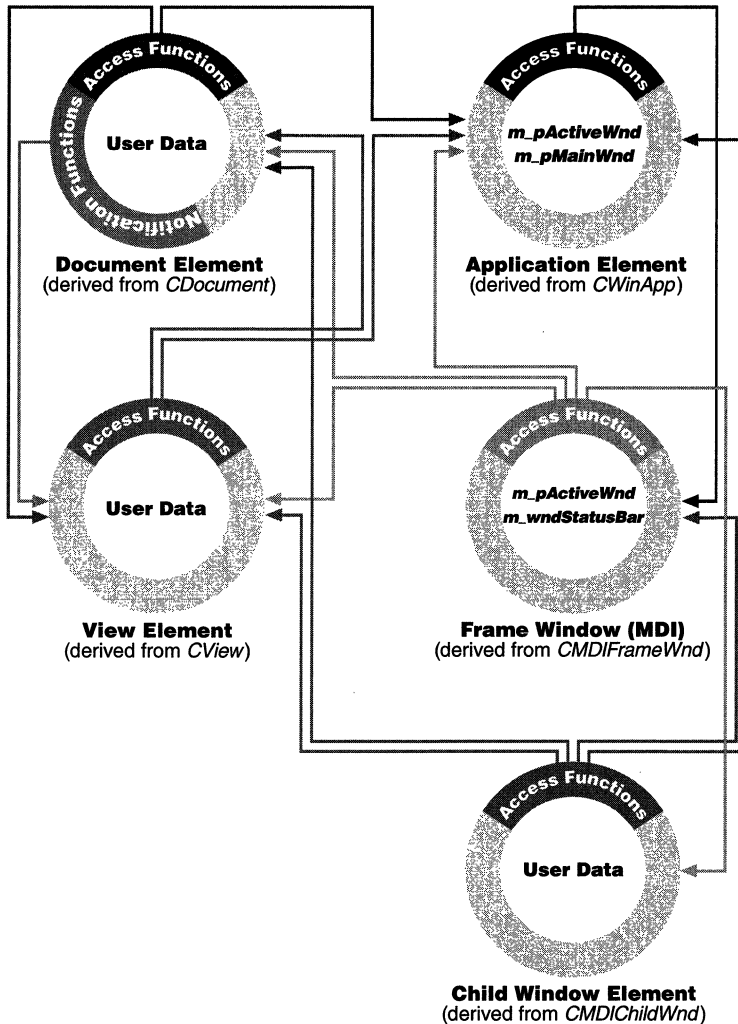 Access Functions
Notification Functions
User Data
Document Element
(derived from CDocument)
Access Functions
m_pActiveWnd
m_pMainWnd
Application Element
(derived from CWinApp)
Access Functions
User Data
View Element
(derived from CView)
Access Functions
m_pActiveWnd
m_wndStatusBar
Frame Window (MDI)
(derived from CMDIFrameWnd)
Access Functions
User Data
Child Window Element
(derived from CMDIChildWnd)